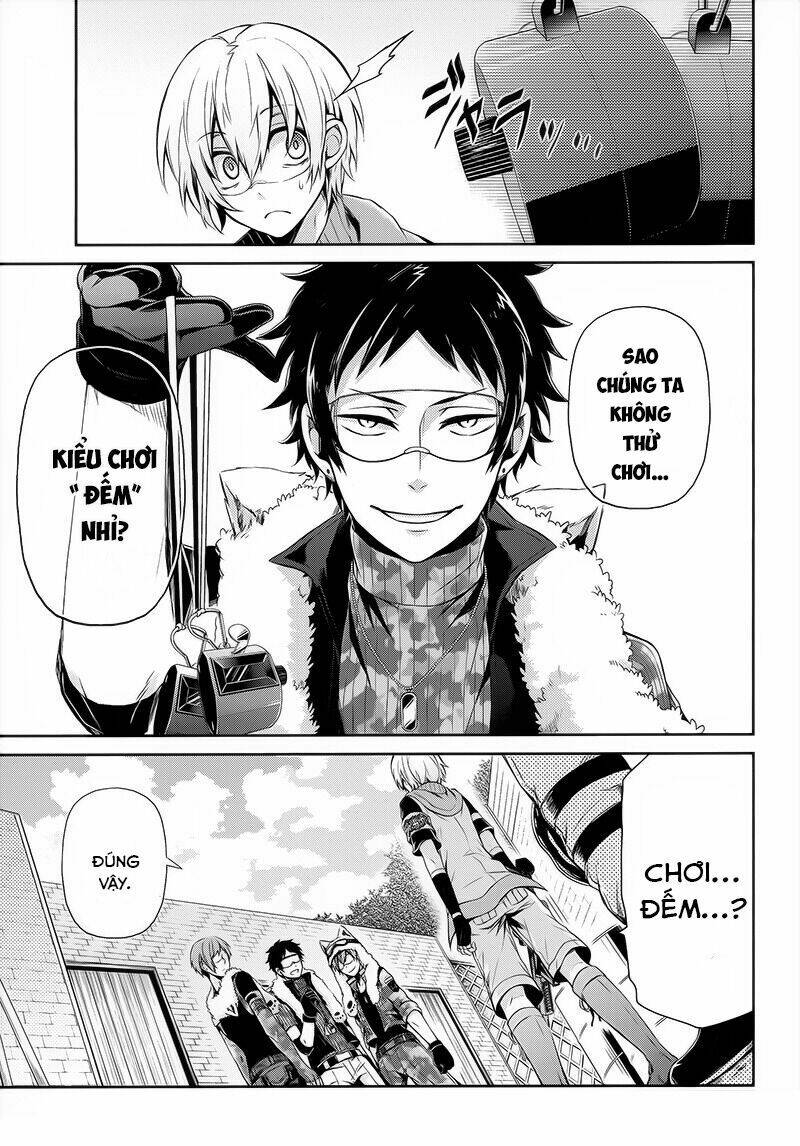 ジャラッ…
SAO
CHÚNG TA
KHÔNG
THỬ
CHƠI...
KIỂU CHƠI
" ĐẾM"
NHỈ?
CHƠI...
ĐẾM...?
ĐÚNG
VẬY.